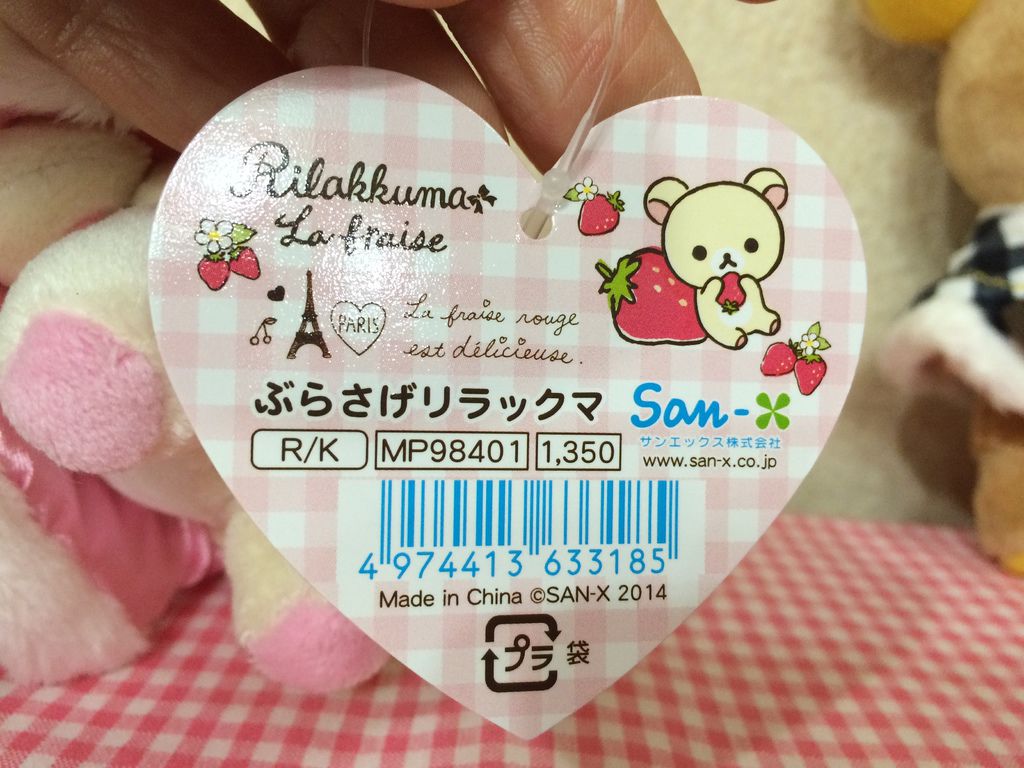 Rilakkuma
La fraise
PARIS
La fraise rouge
est délicieuse.
ぶらさげリラックマ
R/K MP98401 1,350
San-X
サンエックス株式会社
www.san-x.co.jp
4 974413 633185
Made in China ©SAN-X 2014
プラ 袋